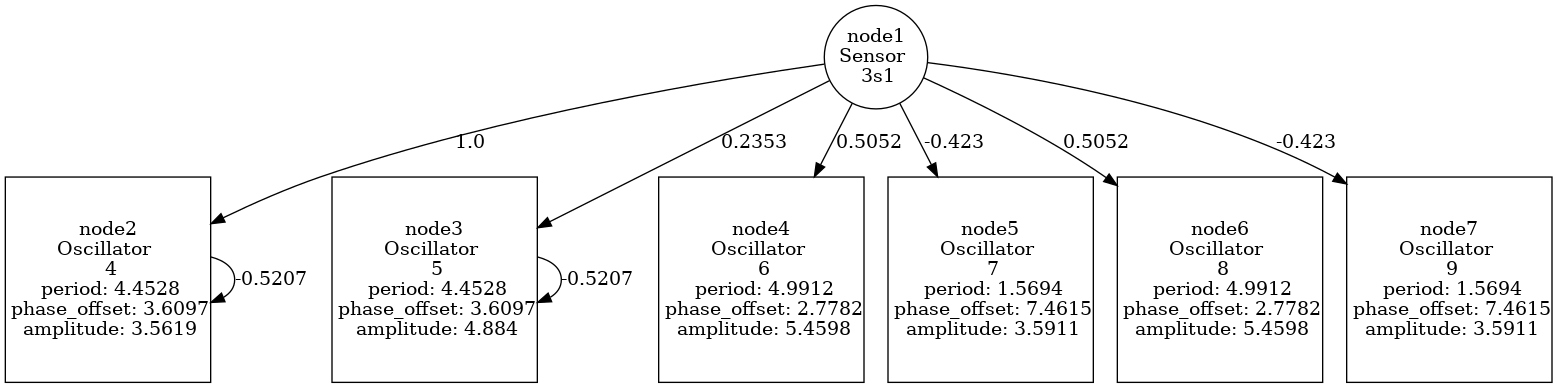 node1
Sensor
3s1
1.0
0.2353
0.5052
-0.423
0.5052
-0.423
node2
Oscillator
4
period: 4.4528
phase_offset: 3.6097
amplitude: 3.5619
-0.5207
node3
Oscillator
5
period: 4.4528
phase_offset: 3.6097
amplitude: 4.884
-0.5207
node4
Oscillator
6
period: 4.9912
phase_offset: 2.7782
amplitude: 5.4598
node5
Oscillator
7
period: 1.5694
phase_offset: 7.4615
amplitude: 3.5911
node6
Oscillator
8
period: 4.9912
phase_offset: 2.7782
amplitude: 5.4598
node7
Oscillator
9
period: 1.5694
phase_offset: 7.4615
amplitude: 3.5911